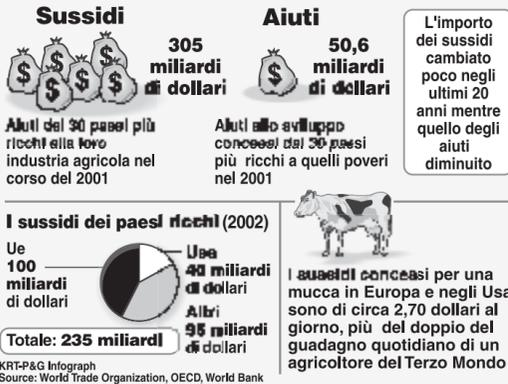 Sussidi
305
miliardi
di dollari
Aiuti dei 30 paesi più
ricchi alla loro
industria agricola nel
corso del 2001
Aiuti
50,6
miliardi
di dollari
Aiuti allo sviluppo
concessi dai 30 paesi
più ricchi a quelli poveri
nel 2001
L'importo
dei sussidi
cambiato
poco negli
ultimi 20
anni mentre
quello degli
aiuti
diminuito
I sussidi dei paesi ricchi (2002)
Ue
100
miliardi
di dollari
Usa
40 miliardi
di dollari
Altri
95 miliardi
di dollari
Totale: 235 miliardi
I sussidi concessi per una
mucca in Europa e negli Usa
sono di circa 2,70 dollari al
giorno, più del doppio del
guadagno quotidiano di un
agricoltore del Terzo Mondo
KRT-P&G Infograph
Source: World Trade Organization, OECD, World Bank